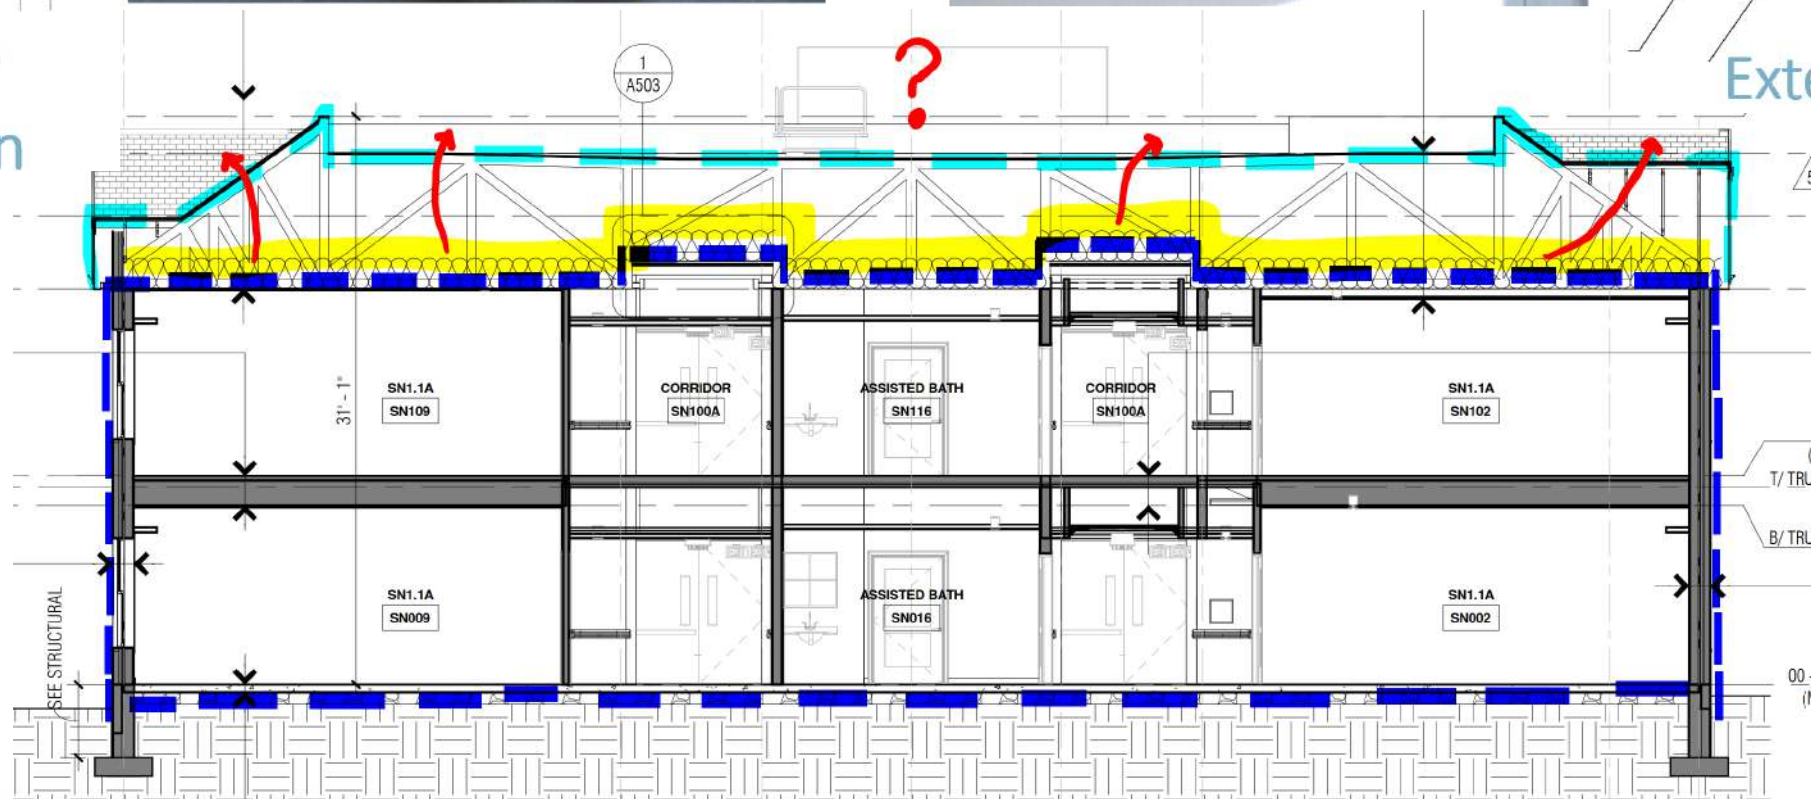 Exte
n
?
1
A503
31' - 1"
SN1.1A
SN109
CORRIDOR
SN100A
ASSISTED BATH
SN116
CORRIDOR
SN100A
SN1.1A
SN102
T/ TRU
B/ TRU
SN1.1A
SN009
ASSISTED BATH
SN016
SN1.1A
SN002
SEE STRUCTURAL
00 -